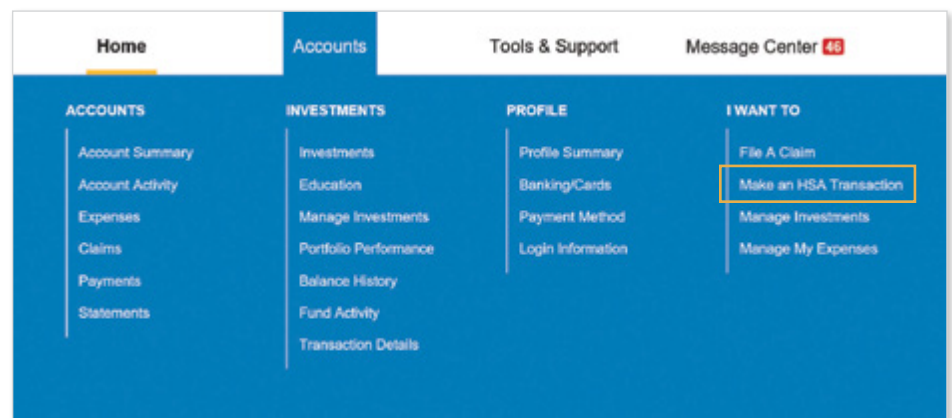 Home
Accounts
Tools & Support
Message Center 46
ACCOUNTS
Account Summary
Account Activity
Expenses
Claims
Payments
Statements
INVESTMENTS
Investments
Education
Manage Investments
Portfolio Performance
Balance History
Fund Activity
Transaction Details
PROFILE
Profile Summary
Banking/Cards
Payment Method
Login Information
I WANT TO
File A Claim
Make an HSA Transaction
Manage Investments
Manage My Expenses